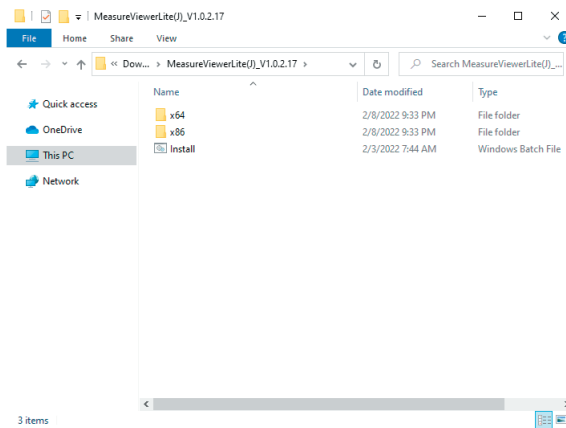 MeasureViewerLite(J)_V1.0.2.17
File Home Share View
« Dow... › MeasureViewerLite(J)_V1.0.2.17 › Search MeasureViewerLite(J)_...
Name Date modified Type
Quick access
OneDrive
This PC
Network
x64 2/8/2022 9:33 PM File folder
x86 2/8/2022 9:33 PM File folder
Install 2/3/2022 7:44 AM Windows Batch File
3 items